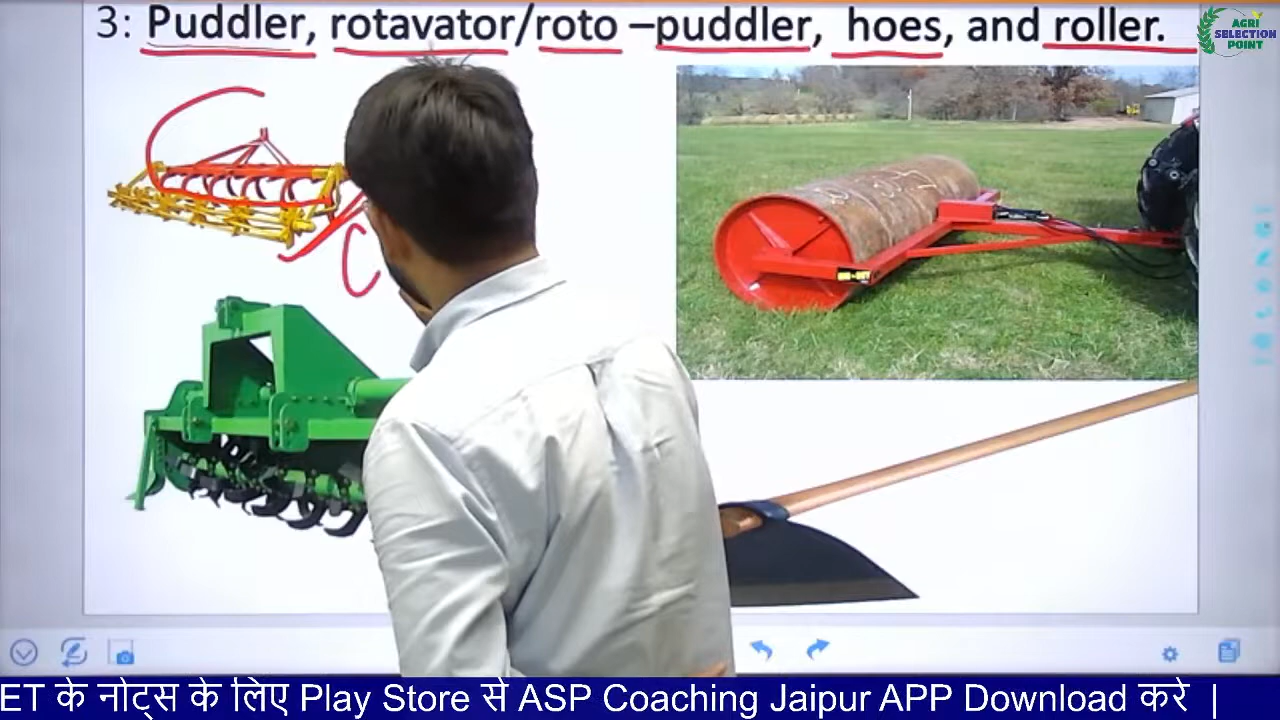 3: Puddler, rotavator/roto –puddler, hoes, and roller.
AGRI
SELECTION
POINT
C
ET के नोट्स के लिए Play Store से ASP Coaching Jaipur APP Download करे |